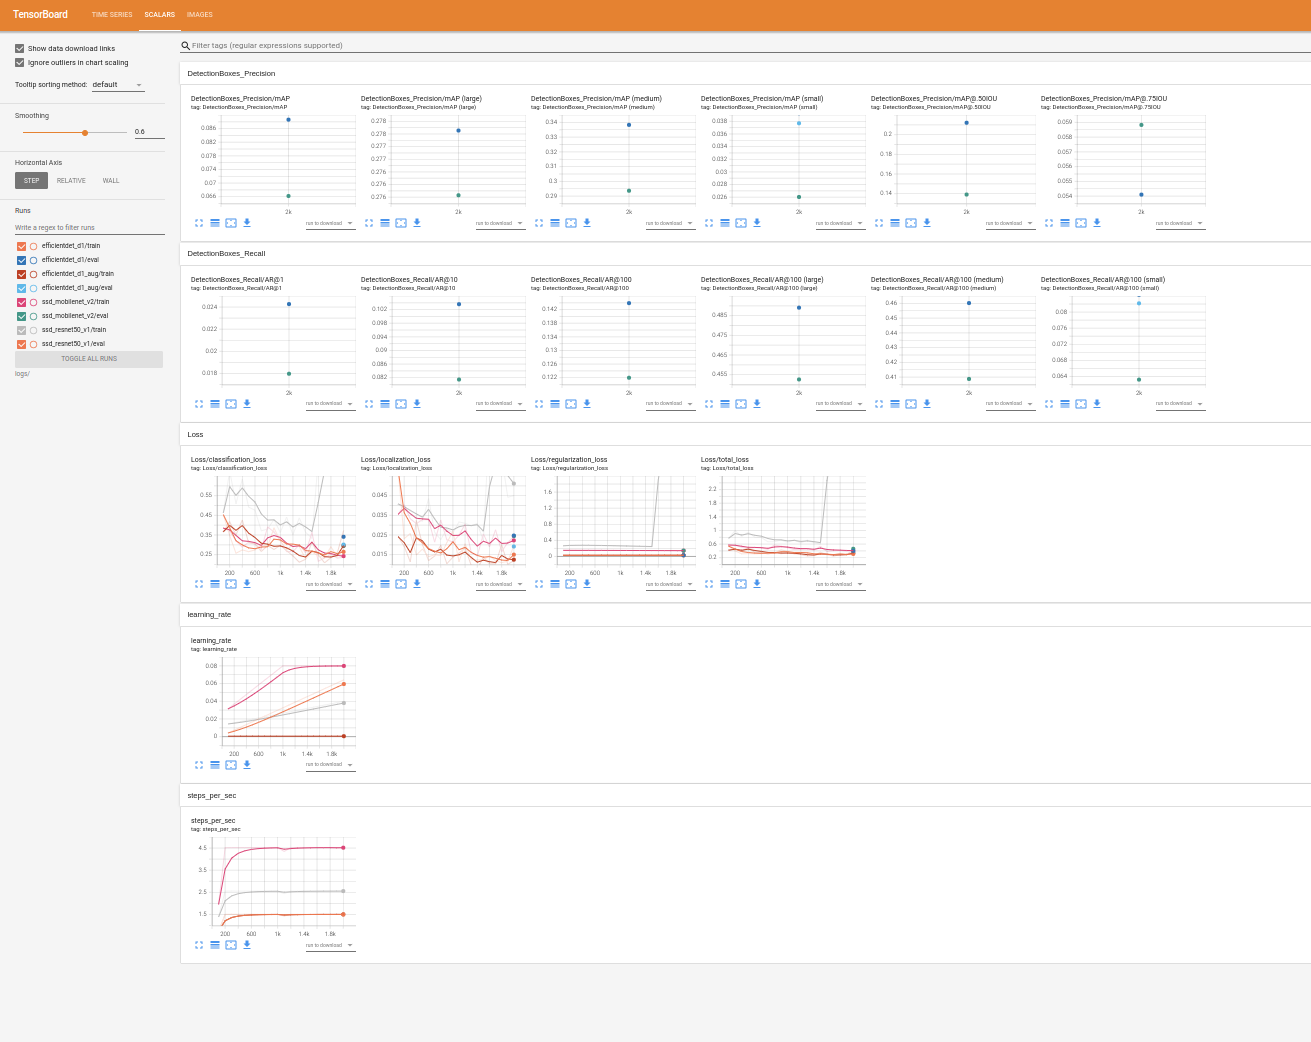 TensorBoard TIME SERIES SCALARS IMAGES
Show data download links
Ignore outliers in chart scaling
Tooltip sorting method: default
Smoothing
0.6
Horizontal Axis
STEP RELATIVE WALL
Runs
Write a regex to filter runs
efficientdet_d1/train
efficientdet_d1/eval
efficientdet_d1_aug/train
efficientdet_d1_aug/eval
ssd_mobilenet_v2/train
ssd_mobilenet_v2/eval
ssd_resnet50_v1/train
ssd_resnet50_v1/eval
TOGGLE ALL RUNS
logs/
Filter tags (regular expressions supported)
DetectionBoxes_Precision
DetectionBoxes_Precision/mAP
tag: DetectionBoxes_Precision/mAP
0.086
0.082
0.078
0.074
0.07
0.066
2k
run to download
DetectionBoxes_Precision/mAP (large)
tag: DetectionBoxes_Precision/mAP (large)
0.278
0.278
0.277
0.277
0.276
0.276
0.276
2k
run to download
DetectionBoxes_Precision/mAP (medium)
tag: DetectionBoxes_Precision/mAP (medium)
0.34
0.33
0.32
0.31
0.3
0.29
2k
run to download
DetectionBoxes_Precision/mAP (small)
tag: DetectionBoxes_Precision/mAP (small)
0.038
0.036
0.034
0.033
0.03
0.028
0.026
2k
run to download
DetectionBoxes_Precision/mAP@.50IOU
tag: DetectionBoxes_Precision/mAP@.50IOU
0.2
0.18
0.16
0.14
2k
run to download
DetectionBoxes_Precision/mAP@.75IOU
tag: DetectionBoxes_Precision/mAP@.75IOU
0.059
0.058
0.057
0.056
0.055
0.054
2k
run to download
DetectionBoxes_Recall
DetectionBoxes_Recall/AR@1
tag: DetectionBoxes_Recall/AR@1
0.024
0.022
0.02
0.018
2k
run to download
DetectionBoxes_Recall/AR@10
tag: DetectionBoxes_Recall/AR@10
0.102
0.098
0.094
0.09
0.086
0.082
2k
run to download
DetectionBoxes_Recall/AR@100
tag: DetectionBoxes_Recall/AR@100
0.142
0.138
0.134
0.13
0.126
0.122
2k
run to download
DetectionBoxes_Recall/AR@100 (large)
tag: DetectionBoxes_Recall/AR@100 (large)
0.485
0.475
0.465
0.455
2k
run to download
DetectionBoxes_Recall/AR@100 (medium)
tag: DetectionBoxes_Recall/AR@100 (medium)
0.46
0.45
0.44
0.43
0.42
0.41
2k
run to download
DetectionBoxes_Recall/AR@100 (small)
tag: DetectionBoxes_Recall/AR@100 (small)
0.08
0.076
0.072
0.068
0.064
2k
run to download
Loss
Loss/classification_loss
tag: Loss/classification_loss
0.55
0.45
0.35
0.25
200 600 1k 1.4k 1.8k
run to download
Loss/localization_loss
tag: Loss/localization_loss
0.045
0.035
0.025
0.015
200 600 1k 1.4k 1.8k
run to download
Loss/regularization_loss
tag: Loss/regularization_loss
1.6
1.2
0.8
0.4
0
200 600 1k 1.4k 1.8k
run to download
Loss/total_loss
tag: Loss/total_loss
2.2
1.8
1.4
1
0.6
0.2
200 600 1k 1.4k 1.8k
run to download
learning_rate
learning_rate
tag: learning_rate
0.08
0.06
0.04
0.02
0
200 600 1k 1.4k 1.8k
run to download
steps_per_sec
steps_per_sec
tag: steps_per_sec
4.5
3.5
2.5
1.5
200 600 1k 1.4k 1.8k
run to download